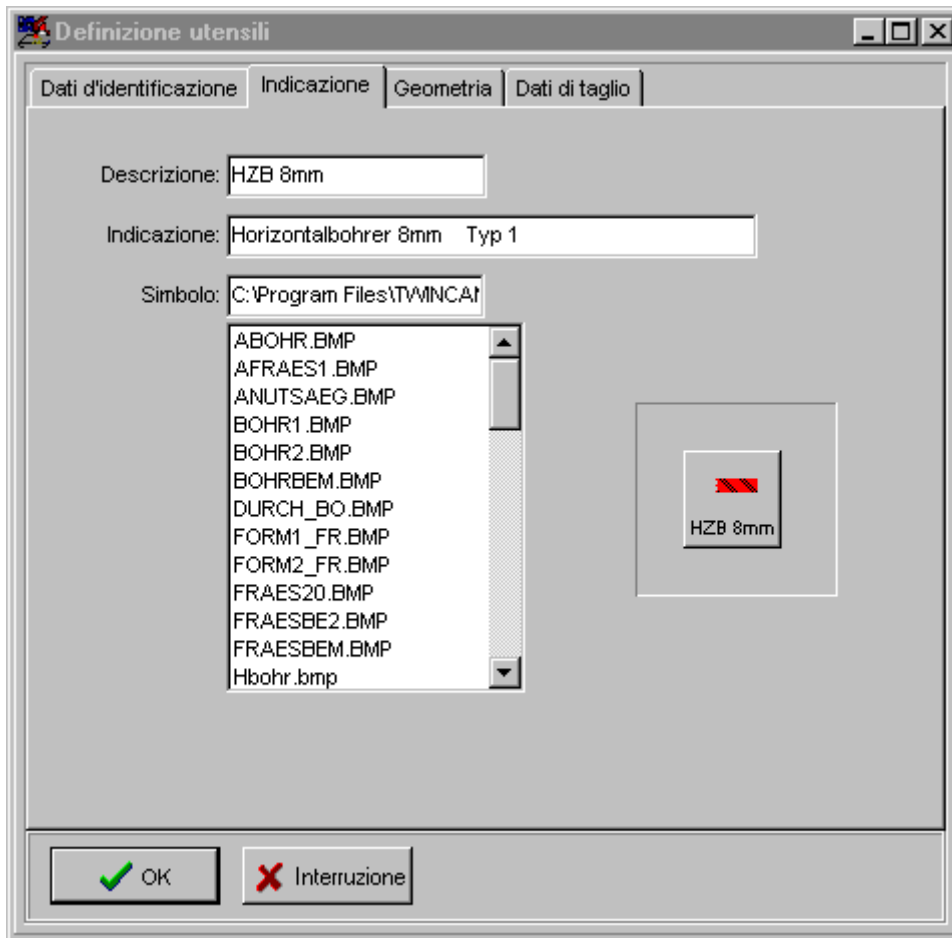 Definizione utensili
Dati d'identificazione Indicazione Geometria Dati di taglio
Descrizione: HZB 8mm
Indicazione: Horizontalbohrer 8mm Typ 1
Simbolo: C:\Program Files\TWINCAM
ABOHR.BMP
AFRAES1.BMP
ANUTSAEG.BMP
BOHR1.BMP
BOHR2.BMP
BOHRBEM.BMP
DURCH_BO.BMP
FORM1_FR.BMP
FORM2_FR.BMP
FRAES20.BMP
FRAESBE2.BMP
FRAESBEM.BMP
Hbohr.bmp
HZB 8mm
OK Interruzione